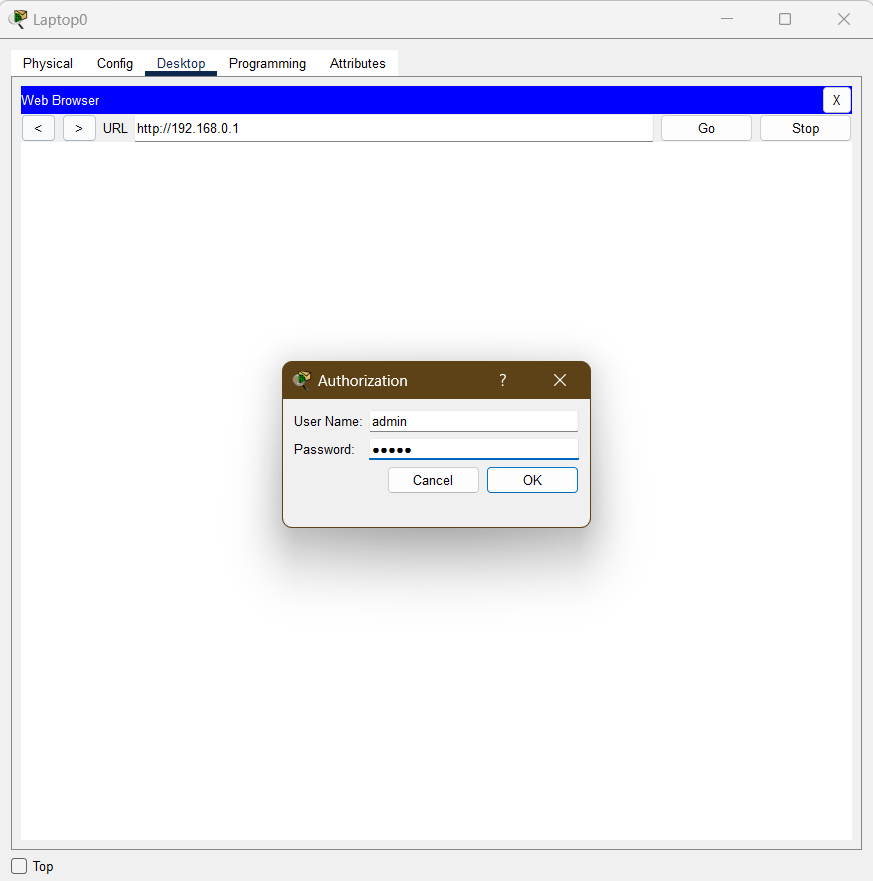 Laptop0
Physical Config Desktop Programming Attributes
Web Browser X
< > URL http://192.168.0.1 Go Stop
Authorization ?
User Name: admin
Password: •••••
Cancel OK
Top